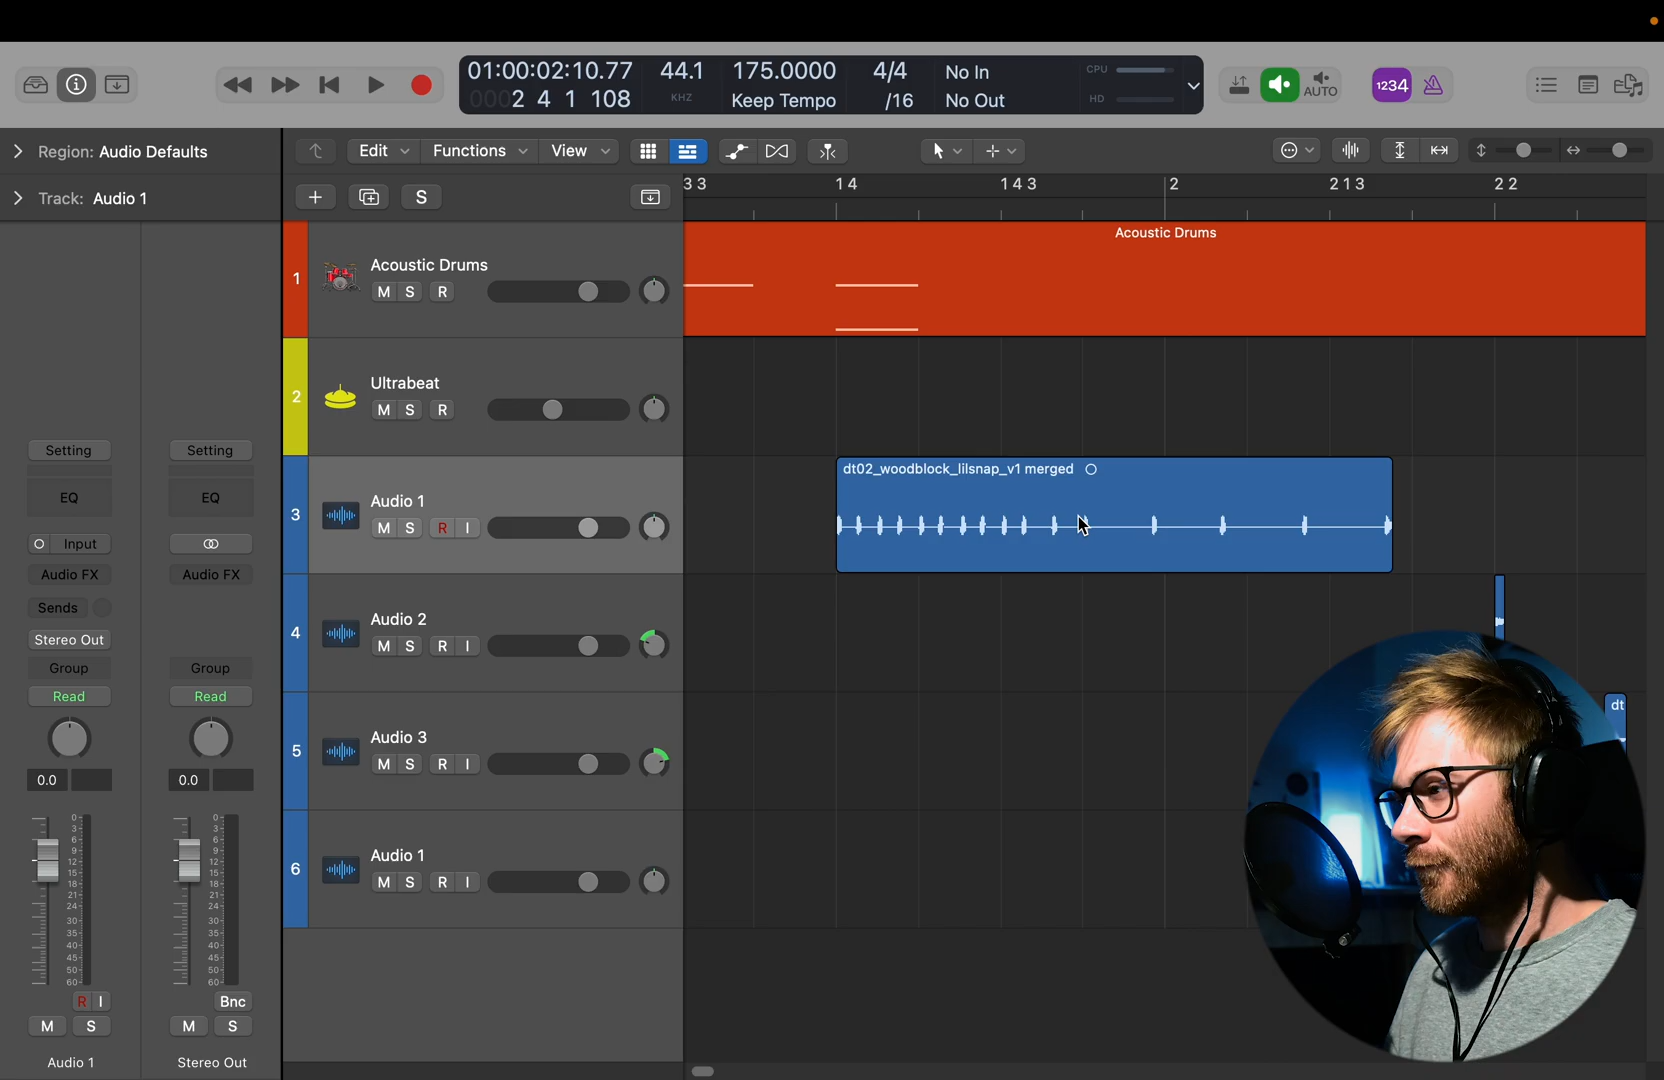 01:00:02:10.77
0002 4 1 108
44.1
KHZ
175.0000
Keep Tempo
4/4
/16
No In
No Out
CPU
HD
AUTO
1234
Region: Audio Defaults
Edit
Functions
View
Track: Audio 1
S
3 3
1 4
1 4 3
2
2 1 3
2 2
1
Acoustic Drums
M S R
Acoustic Drums
2
Ultrabeat
M S R
3
Audio 1
M S R I
dt02_woodblock_lilsnap_v1 merged
4
Audio 2
M S R I
5
Audio 3
M S R I
dt
6
Audio 1
M S R I
Setting
Setting
EQ
EQ
Input
Audio FX
Audio FX
Sends
Stereo Out
Group
Group
Read
Read
0.0
0.0
0
3
6
9
12
15
18
21
24
30
35
40
45
50
60
0
3
6
9
12
15
18
21
24
30
35
40
45
50
60
R I
Bnc
M S
M S
Audio 1
Stereo Out